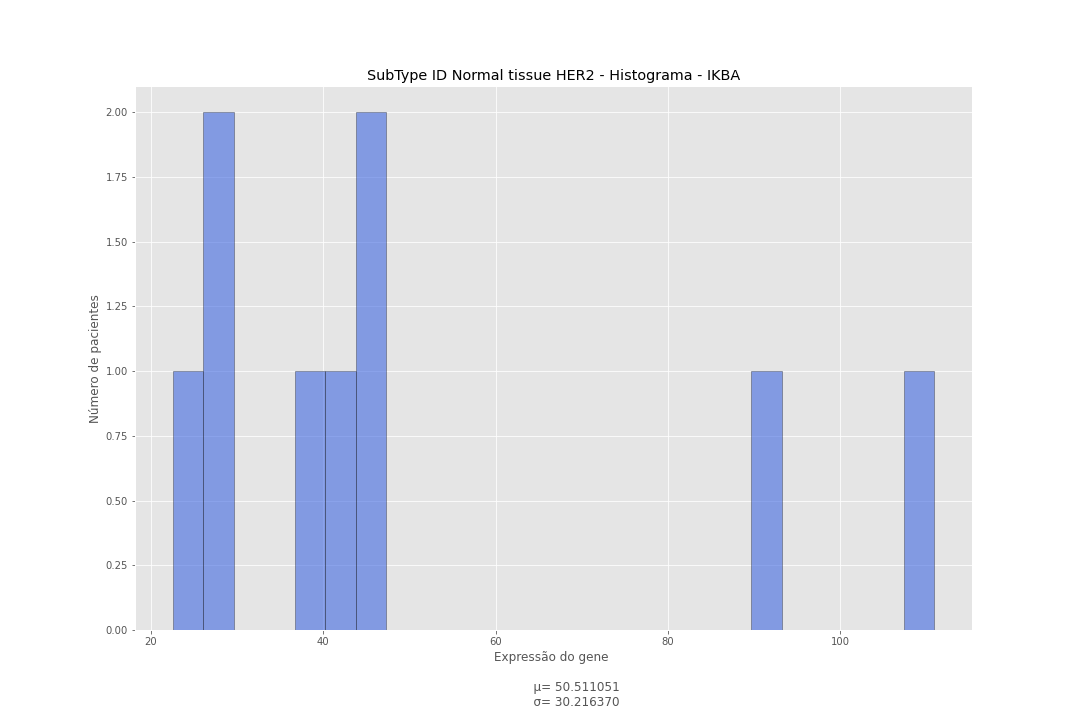 SubType ID Normal tissue HER2 - Histograma - IKBA
2.00
1.75
1.50
1.25
1.00
0.75
0.50
0.25
0.00
Número de pacientes
20 40 60 80 100
Expressão do gene
μ= 50.511051
σ= 30.216370